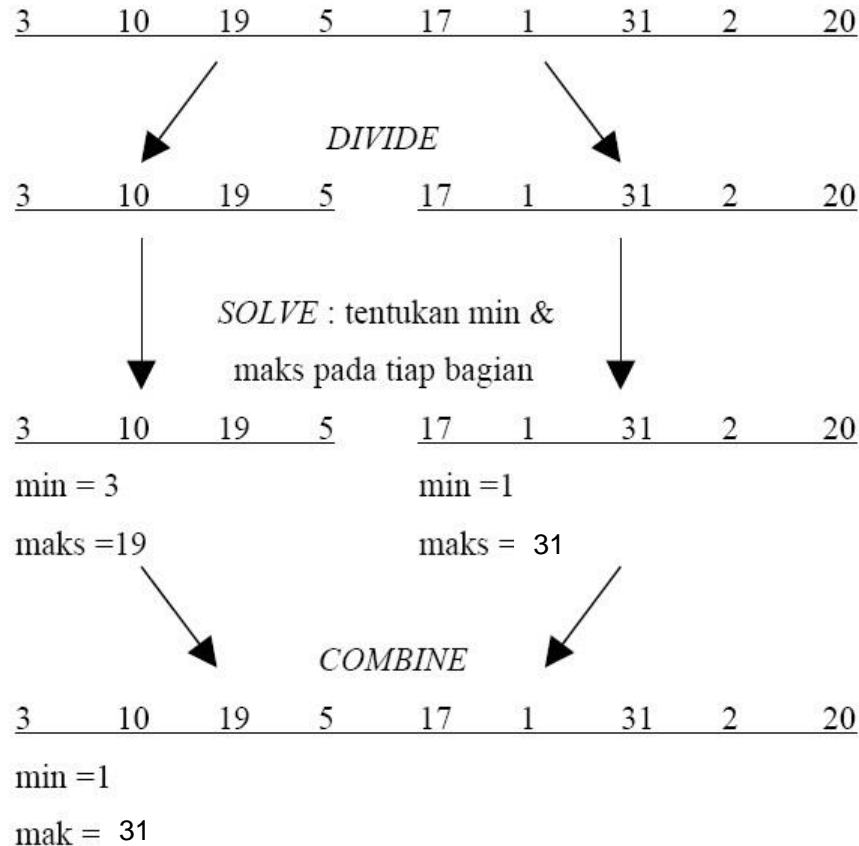 3 10 19 5 17 1 31 2 20
DIVIDE
3 10 19 5 17 1 31 2 20
SOLVE : tentukan min &
maks pada tiap bagian
3 10 19 5 17 1 31 2 20
min = 3 min =1
maks =19 maks = 31
COMBINE
3 10 19 5 17 1 31 2 20
min =1
mak = 31